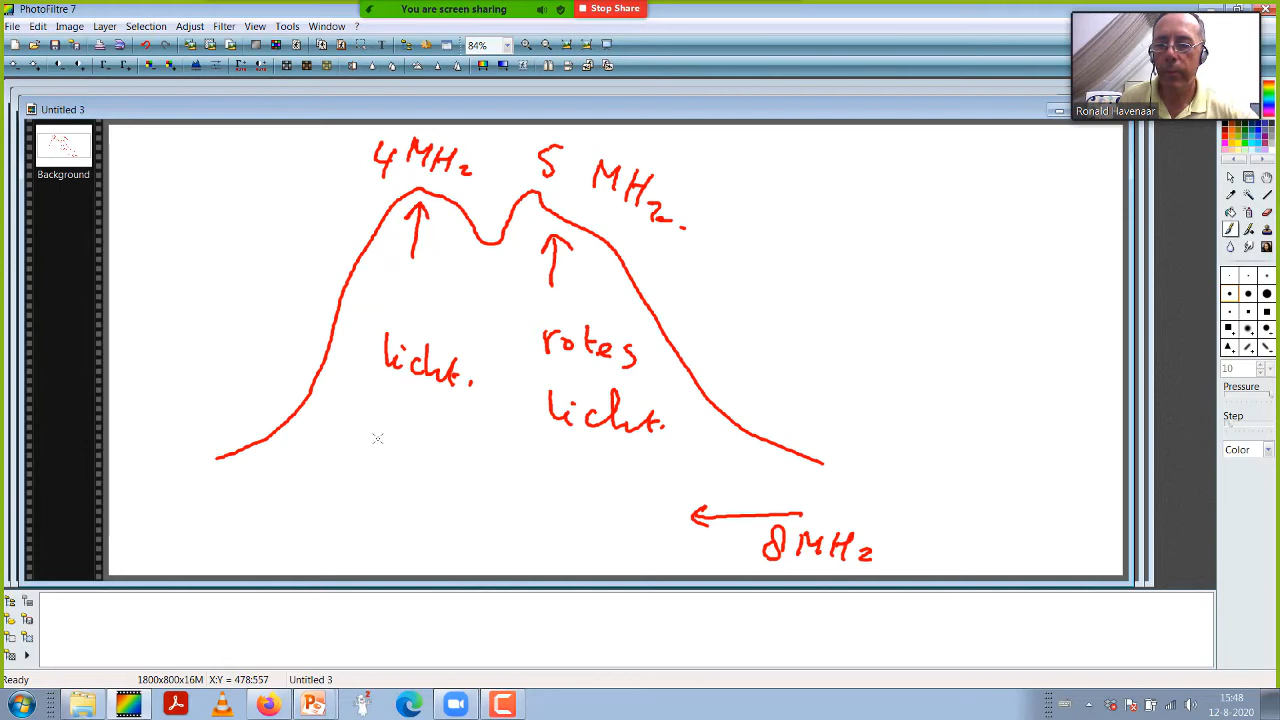 PhotoFiltre 7
You are screen sharing
Stop Share
File Edit Image Layer Selection Adjust Filter View Tools Window ?
84%
Untitled 3
Ronald Havenaar
Background
4 MHz
5 MHz.
licht.
rotes
licht.
8 MHz
10
Pressure
Step
Color
Ready
1800x800x16M
X:Y = 478:557
Untitled 3
15:48
12-8-2020